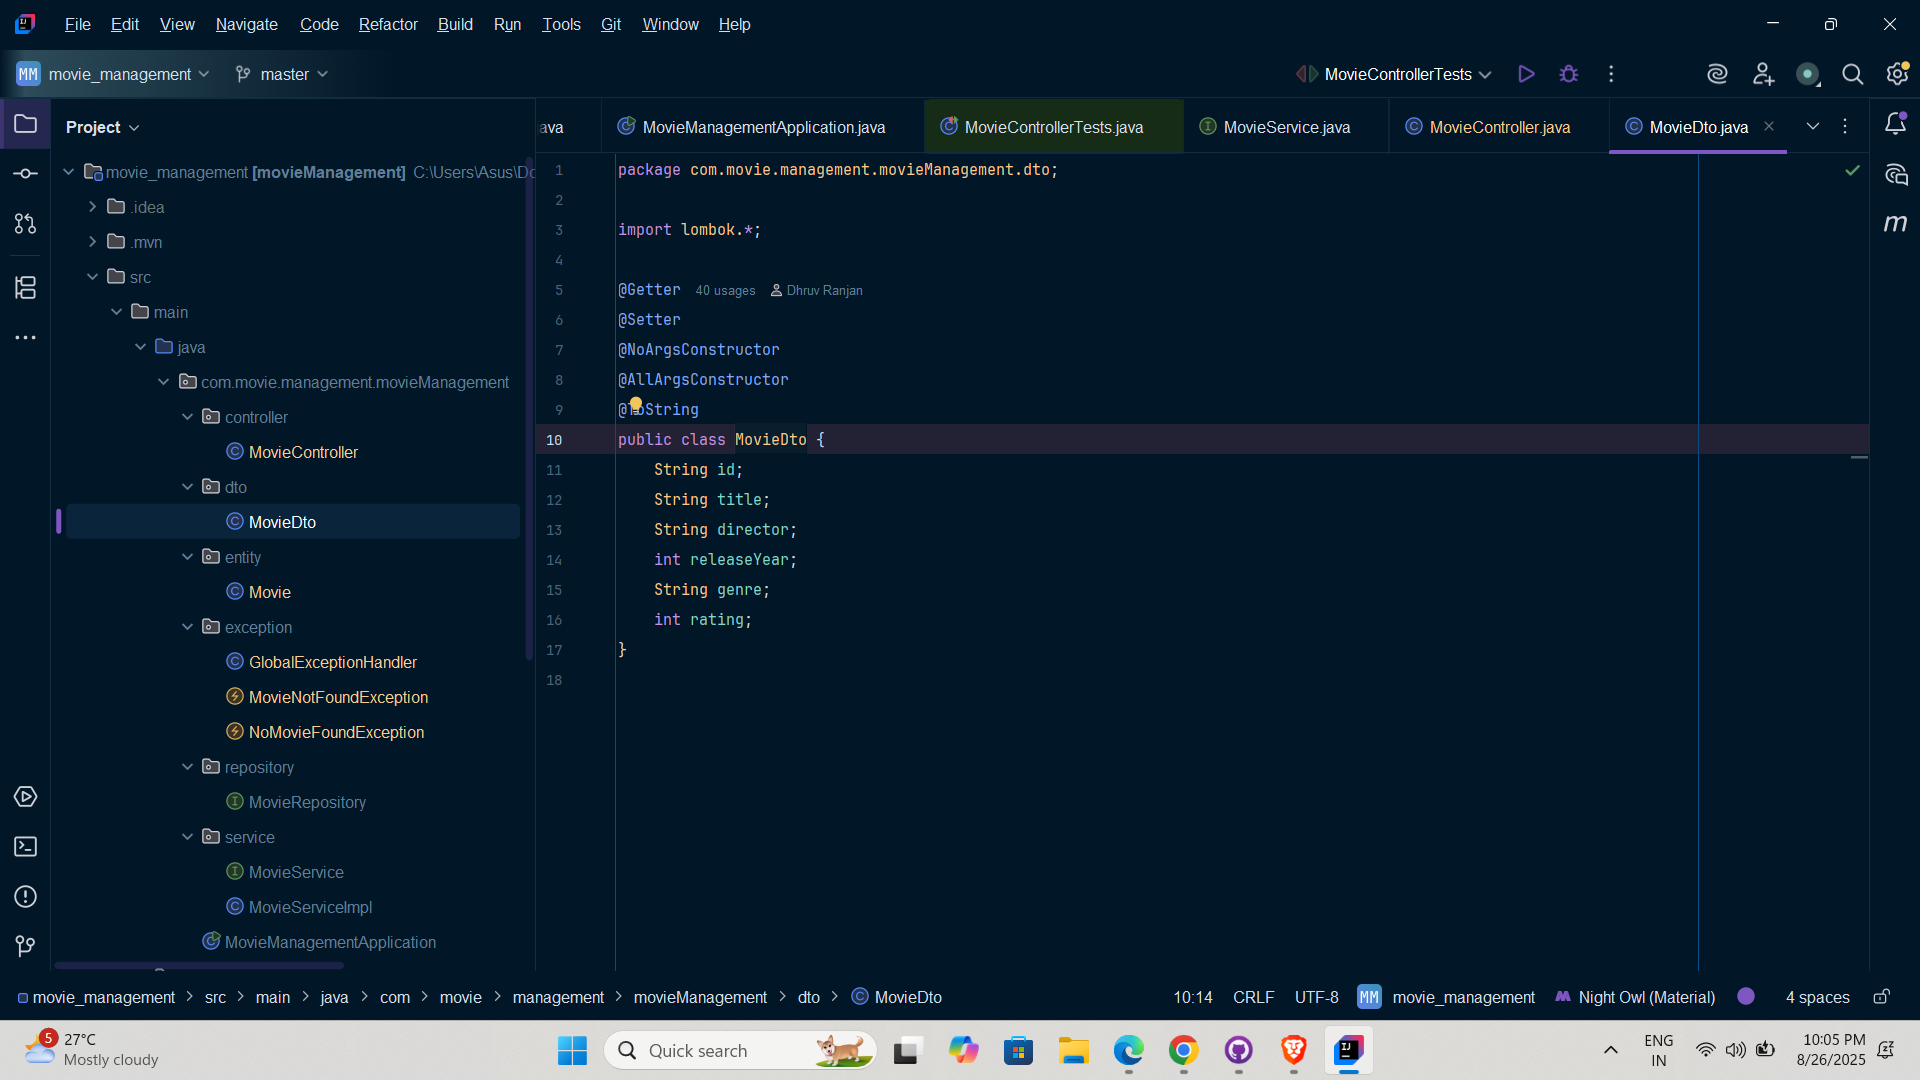 File Edit View Navigate Code Refactor Build Run Tools Git Window Help
MM movie_management master MovieControllerTests
Project
ava MovieManagementApplication.java MovieControllerTests.java MovieService.java MovieController.java MovieDto.java
movie_management [movieManagement] C:\Users\Asus\Do
.idea
.mvn
src
main
java
com.movie.management.movieManagement
controller
MovieController
dto
MovieDto
entity
Movie
exception
GlobalExceptionHandler
MovieNotFoundException
NoMovieFoundException
repository
MovieRepository
service
MovieService
MovieServiceImpl
MovieManagementApplication
1 package com.movie.management.movieManagement.dto;
2
3 import lombok.*;
4
5 @Getter 40 usages Dhruv Ranjan
6 @Setter
7 @NoArgsConstructor
8 @AllArgsConstructor
9 @ToString
10 public class MovieDto {
11 String id;
12 String title;
13 String director;
14 int releaseYear;
15 String genre;
16 int rating;
17 }
18
movie_management > src > main > java > com > movie > management > movieManagement > dto > MovieDto 10:14 CRLF UTF-8 MM movie_management Night Owl (Material) 4 spaces
5 27°C
Mostly cloudy
Quick search
ENG
IN
10:05 PM
8/26/2025